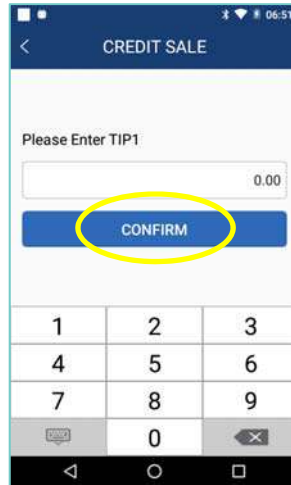 06:51
CREDIT SALE
Please Enter TIP1
0.00
CONFIRM
1 2 3
4 5 6
7 8 9
0